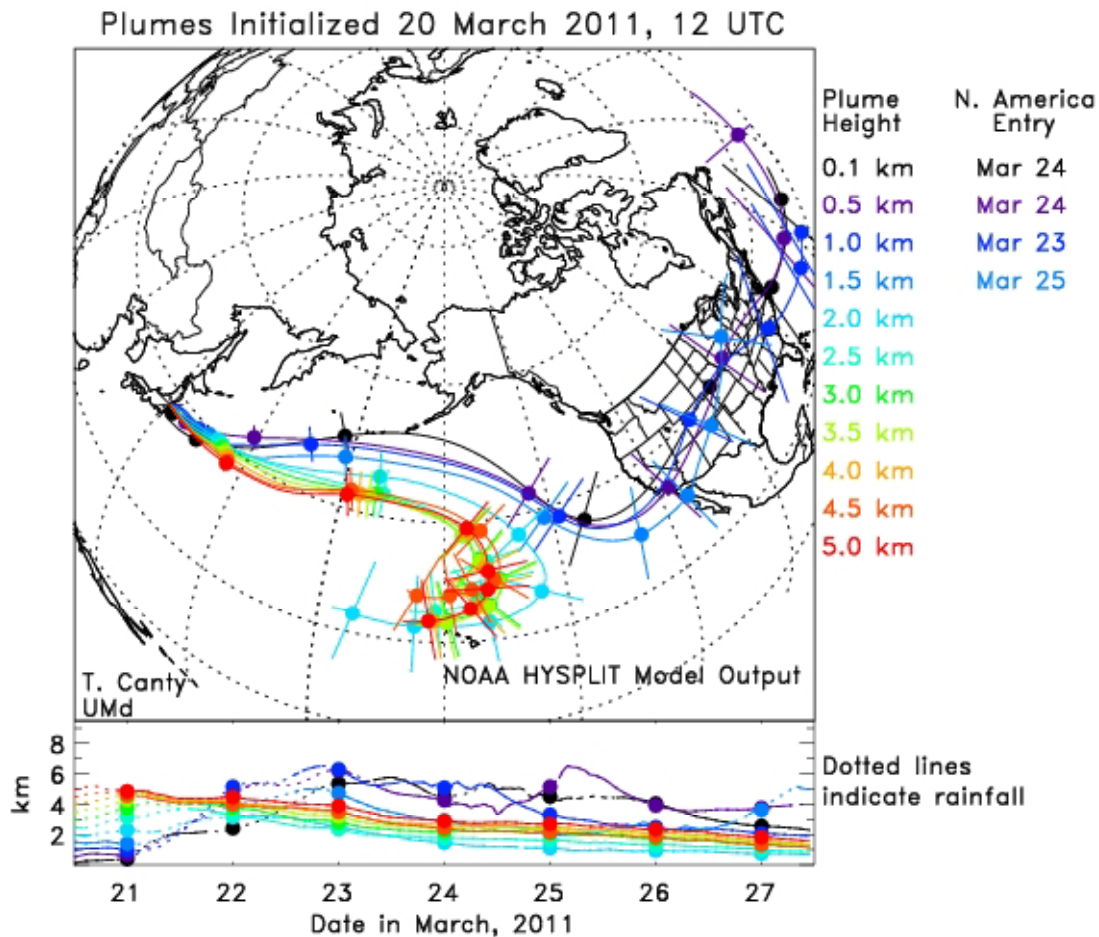 Plumes Initialized 20 March 2011, 12 UTC
Plume Height
N. America Entry
0.1 km Mar 24
0.5 km Mar 24
1.0 km Mar 23
1.5 km Mar 25
2.0 km
2.5 km
3.0 km
3.5 km
4.0 km
4.5 km
5.0 km
T. Canty
UMd
NOAA HYSPLIT Model Output
8
6
4
2
km
Dotted lines
indicate rainfall
21 22 23 24 25 26 27
Date in March, 2011